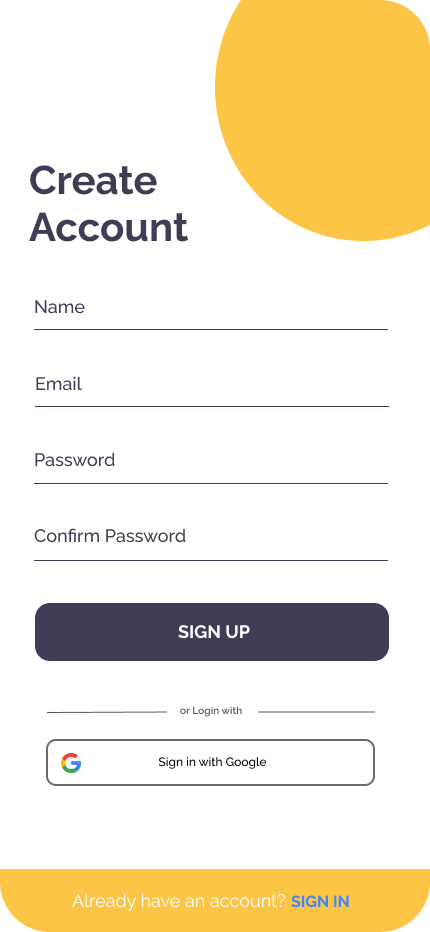 Create
Account
Name
Email
Password
Confirm Password
SIGN UP
or Login with
Sign in with Google
Already have an account? SIGN IN